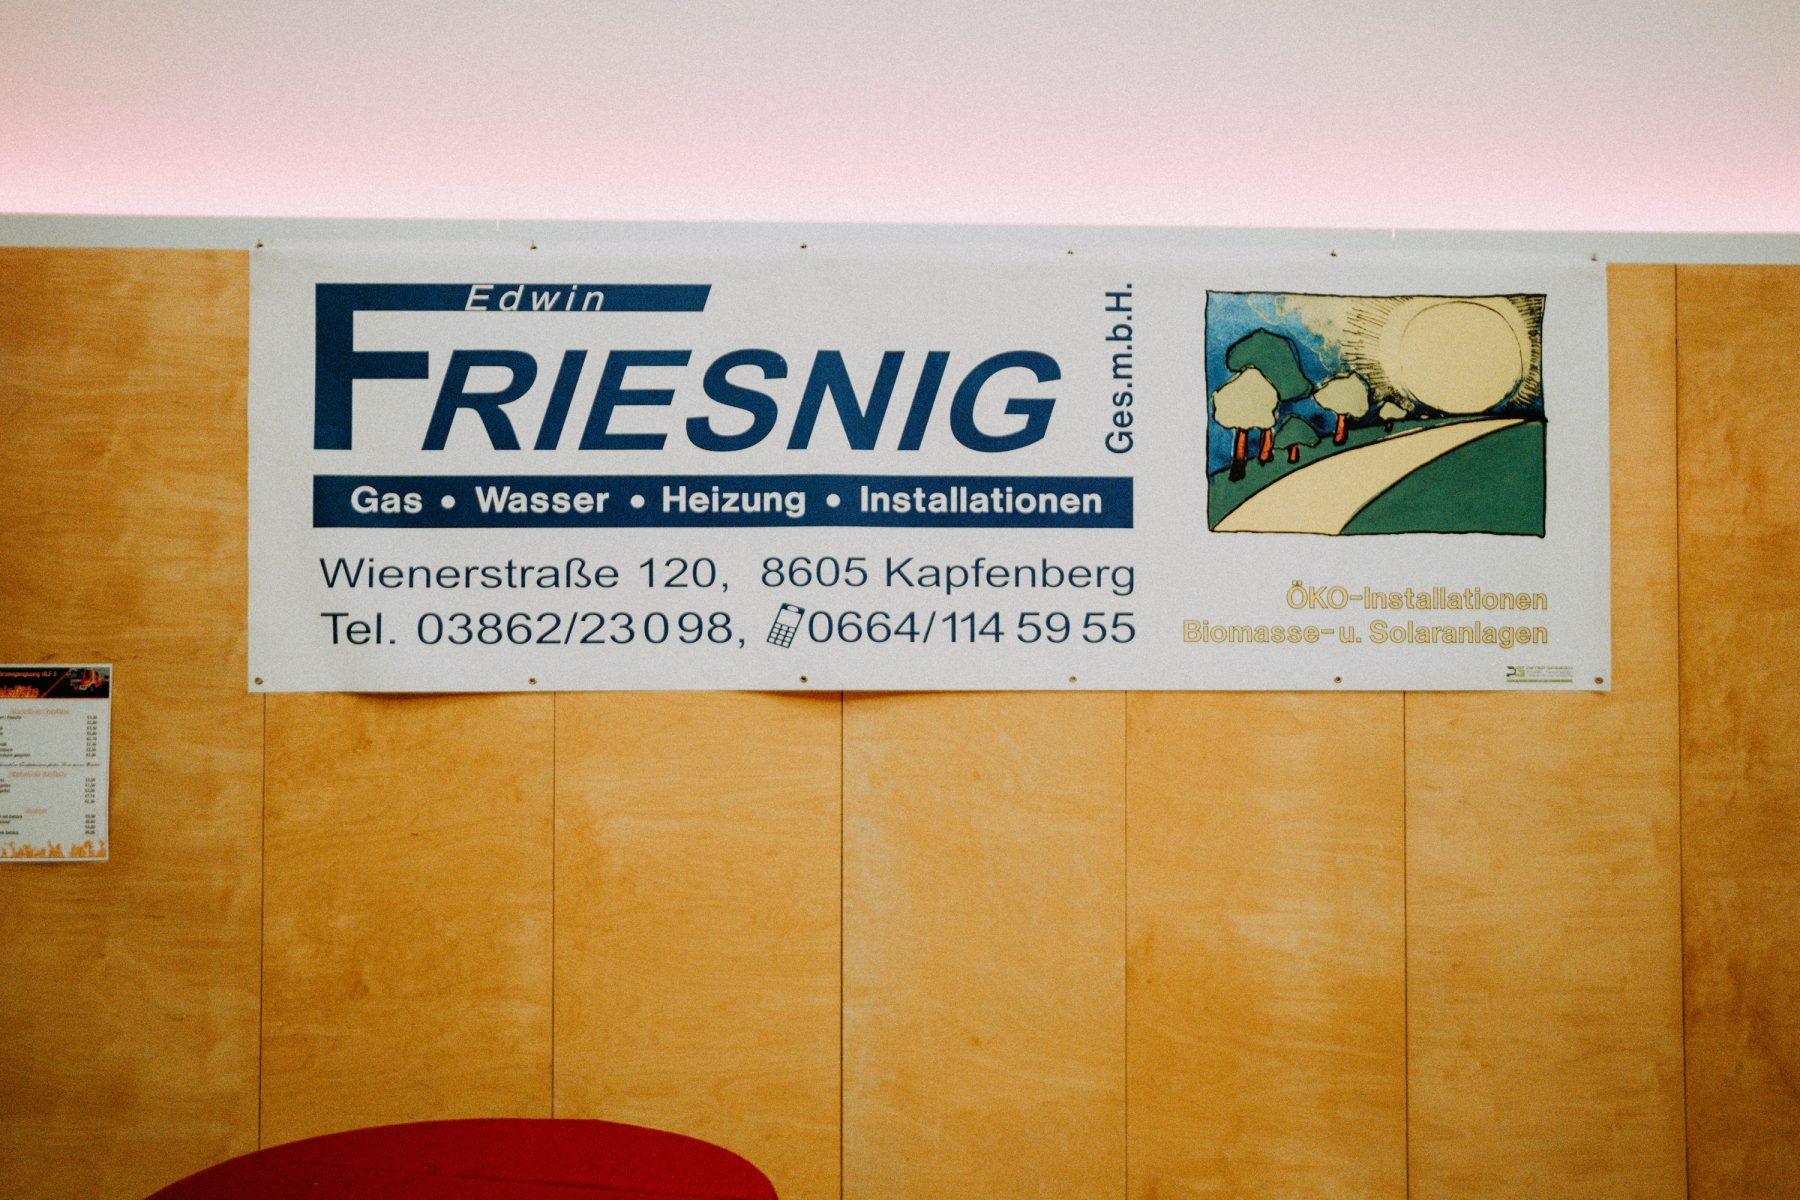 Edwin
FRIESNIG
Ges.m.b.H.
Gas • Wasser • Heizung • Installationen
Wienerstraße 120, 8605 Kapfenberg
Tel. 03862/23098, 0664/114 59 55
ÖKO-Installationen
Biomasse- u. Solaranlagen